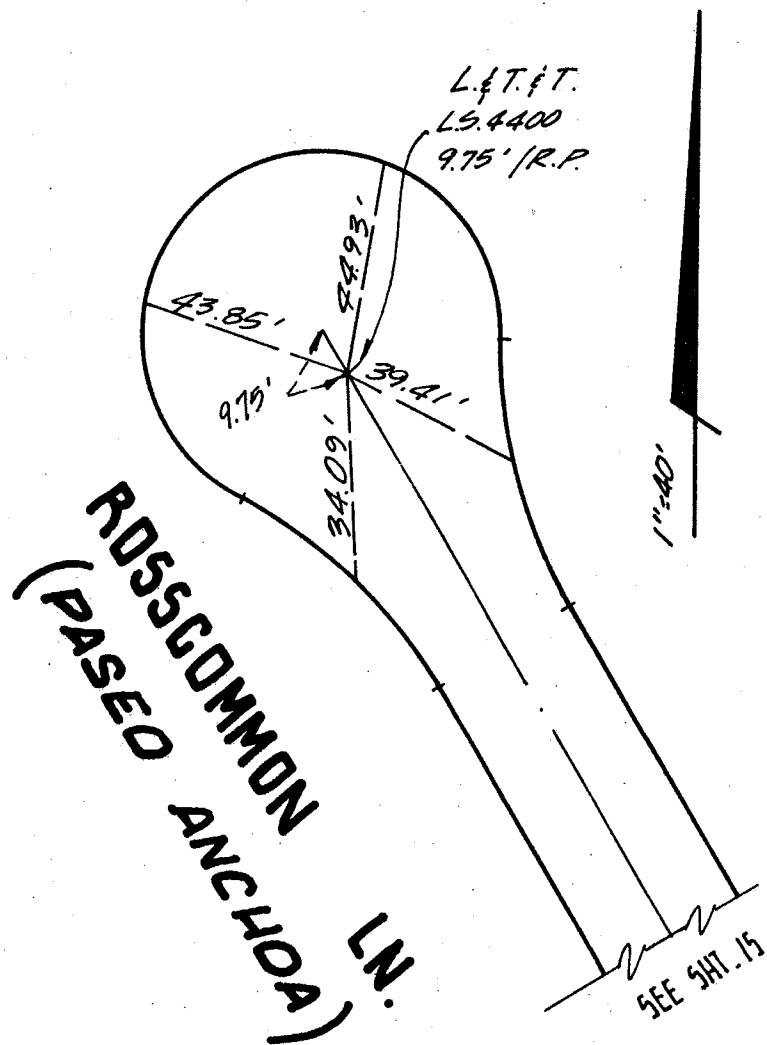 L.&T.&T.
L.S.4400
9.75'/R.P.
44.93'
43.85'
39.41'
9.75'
34.09'
1"=40'
ROSSCOMMON LN.
(PASEO ANCHOA)
SEE SHT. 15